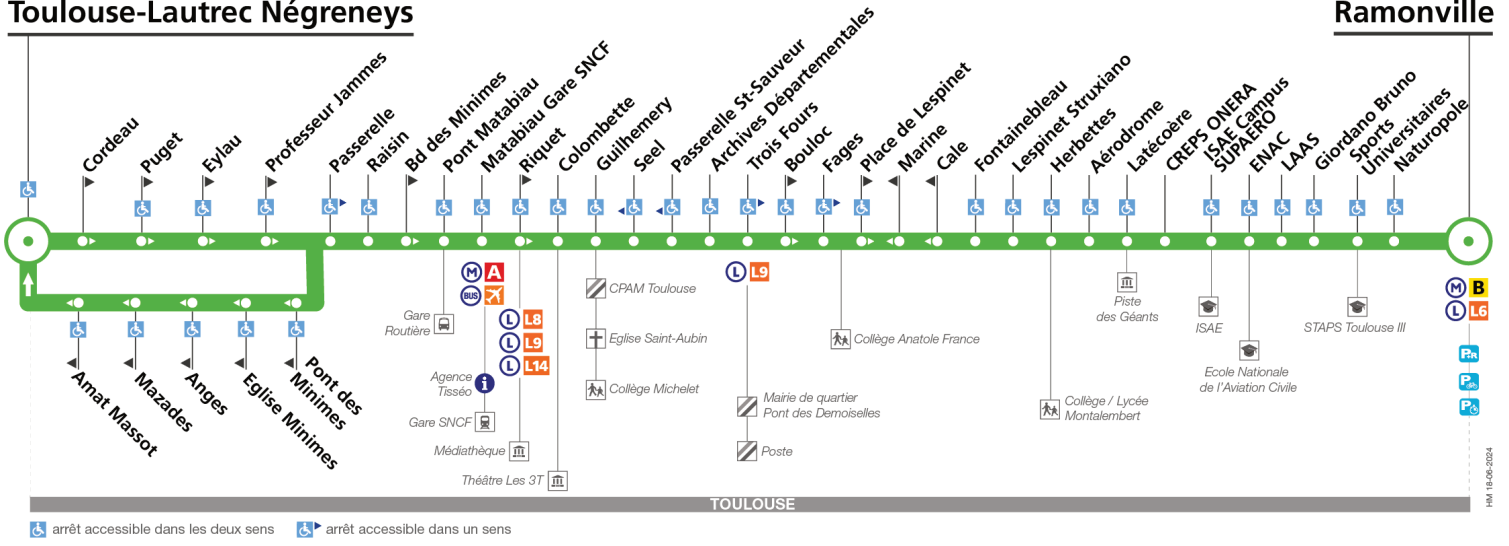 Toulouse-Lautrec Négreneys
Ramonville
Cordeau
Puget
Eylau
Professeur Jammes
Passerelle
Raisin
Bd des Minimes
Pont Matabiau
Matabiau Gare SNCF
Riquet
Colombette
Guilhemery
Seel
Passerelle St-Sauveur
Archives Départementales
Trois Fours
Bouloc
Fages
Place de Lespinet
Marine
Cale
Fontainebleau
Lespinet Struxiano
Herbettes
Aérodrome
Latécoère
CREPS ONERA
ISAE Campus
SUPAERO
ENAC
LAAS
Giordano Bruno
Sports
Universitaires
Naturopole
Amat Massot
Mazades
Anges
Eglise Minimes
Pont des
Minimes
Gare
Routière
M A
BUS
Agence
Tisséo
i
Gare SNCF
L L8
L L9
L L14
Médiathèque
Théâtre Les 3T
CPAM Toulouse
Eglise Saint-Aubin
Collège Michelet
L L9
Mairie de quartier
Pont des Demoiselles
Poste
Collège Anatole France
Collège / Lycée
Montalembert
Piste
des Géants
ISAE
Ecole Nationale
de l'Aviation Civile
STAPS Toulouse III
M B
L L6
P+R
P
P
TOULOUSE
arrêt accessible dans les deux sens
arrêt accessible dans un sens
HM 18-06-2024